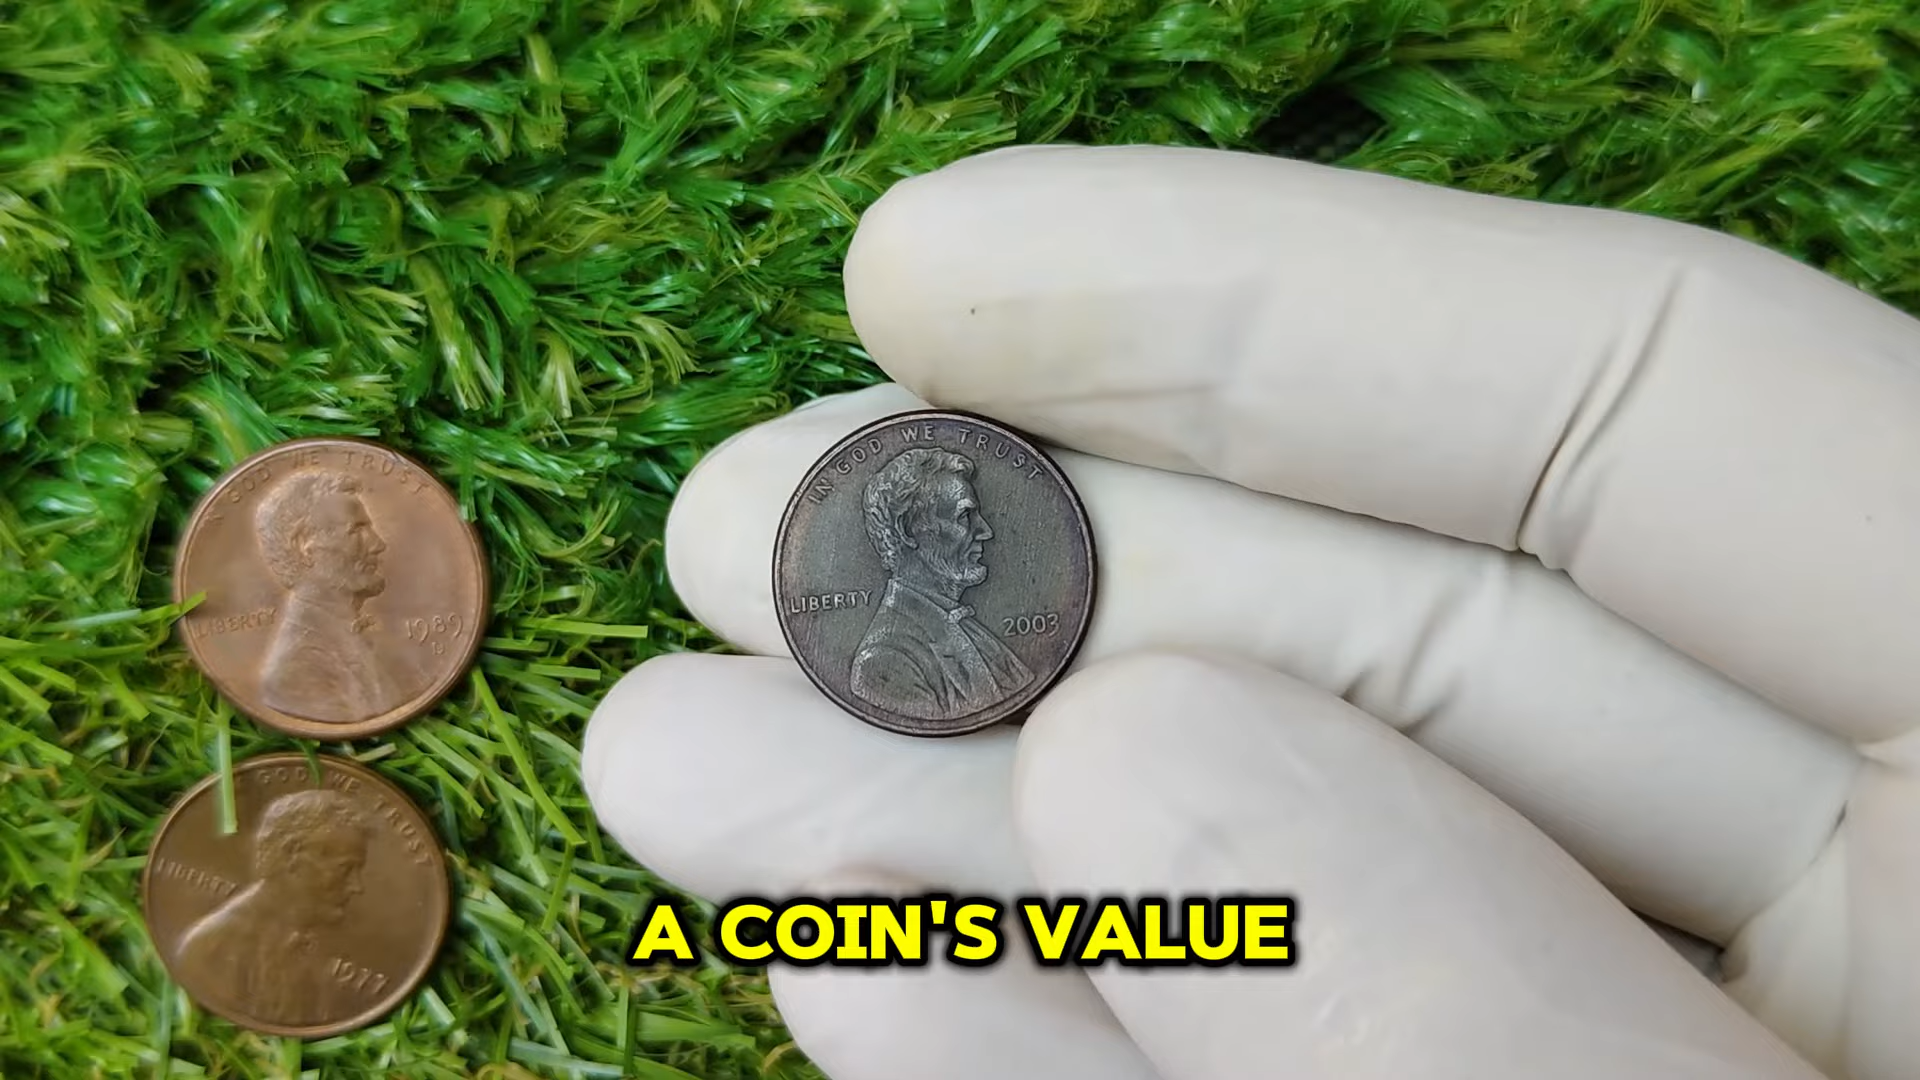 IN GOD WE TRUST
LIBERTY
1989
D
GOD WE TRUST
LIBERTY
1977
IN GOD WE TRUST
LIBERTY
2003
A COIN'S VALUE